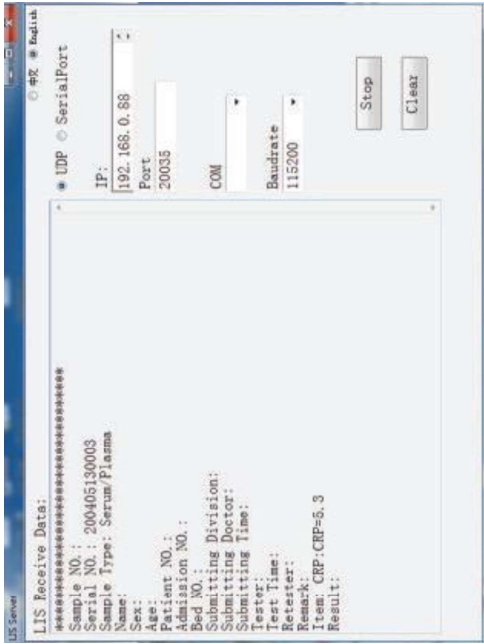 LIS Server
中文 English
LIS Receive Data:
**************************************
Sample NO.:
Serial NO.: 200405130003
Sample Type: Serum/Plasma
Name:
Sex:
Age:
Patient NO.:
Admission NO.:
Bed NO.:
Submitting Division:
Submitting Doctor:
Submitting Time:
Tester:
Test Time:
Retester:
Remark:
Item: CRP:CRP=5.3
Result:
UDP SerialPort
IP:
192.168.0.88
Port
20035
COM
Baudrate
115200
Stop
Clear